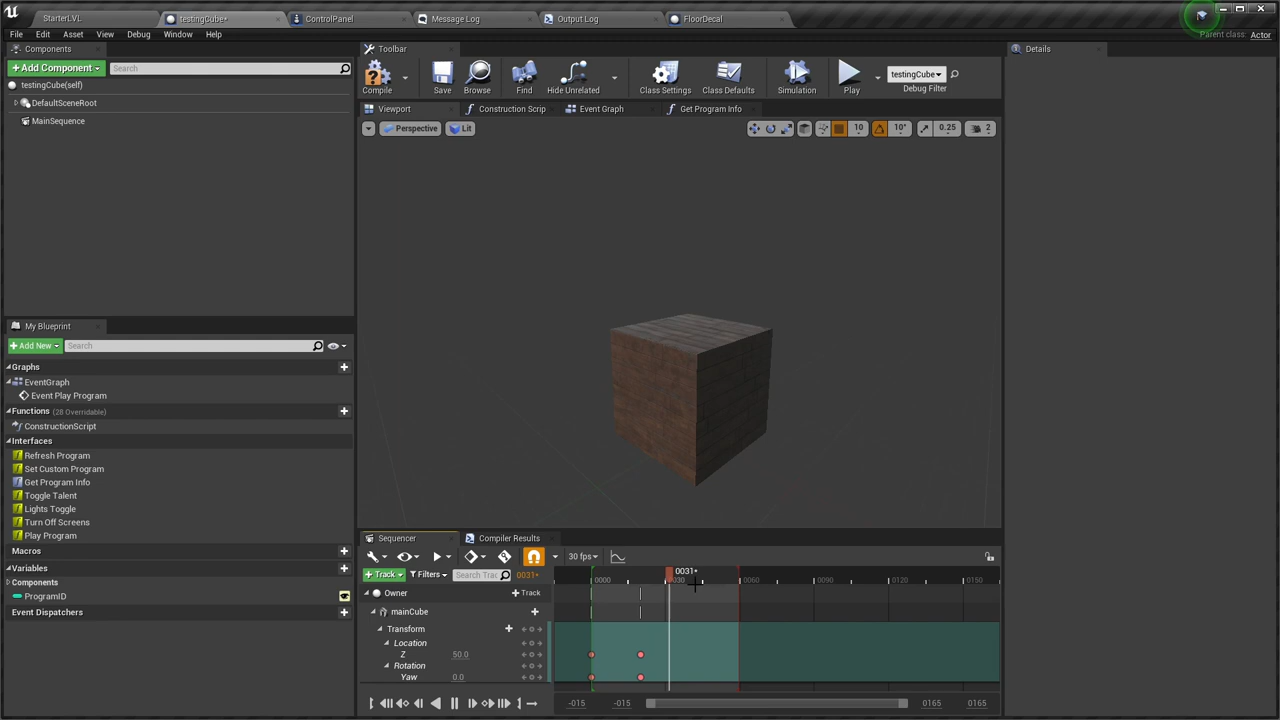 StarterLVL
testingCube*
ControlPanel
Message Log
Output Log
FloorDecal
File Edit Asset View Debug Window Help
Parent class: Actor
Components
Add Component
Search
testingCube(self)
DefaultSceneRoot
MainSequence
My Blueprint
Add New
Search
Graphs
EventGraph
Event Play Program
Functions (28 Overridable)
ConstructionScript
Interfaces
Refresh Program
Set Custom Program
Get Program Info
Toggle Talent
Lights Toggle
Turn Off Screens
Play Program
Macros
Variables
Components
ProgramID
Event Dispatchers
Toolbar
Compile
Save
Browse
Find
Hide Unrelated
Class Settings
Class Defaults
Simulation
Play
testingCube
Debug Filter
Viewport
Construction Scrip
Event Graph
Get Program Info
Perspective
Lit
10
10°
0.25
2
Sequencer
Compiler Results
30 fps
+ Track
Filters
Search Trac
0031*
0031*
0000 0030 0060 0090 0120 0150
Owner
+ Track
mainCube
Transform
Location
Z 50.0
Rotation
Yaw 0.0
-015 -015 0165 0165
Details